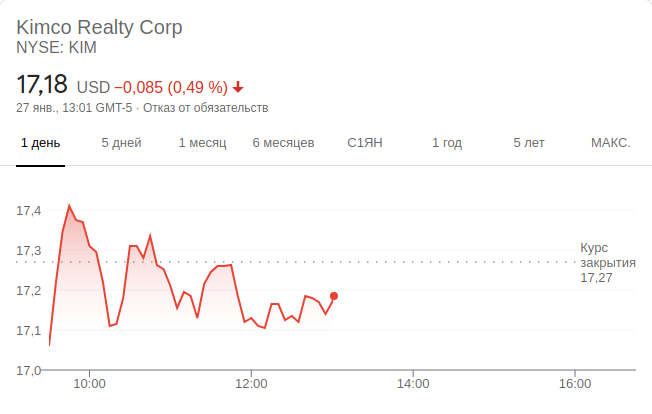 Kimco Realty Corp
NYSE: KIM
17,18 USD −0,085 (0,49 %)
27 янв., 13:01 GMT-5 · Отказ от обязательств
1 день 5 дней 1 месяц 6 месяцев С1ЯН 1 год 5 лет МАКС.
17,4
17,3
17,2
17,1
17,0
Курс
закрытия
17,27
10:00 12:00 14:00 16:00